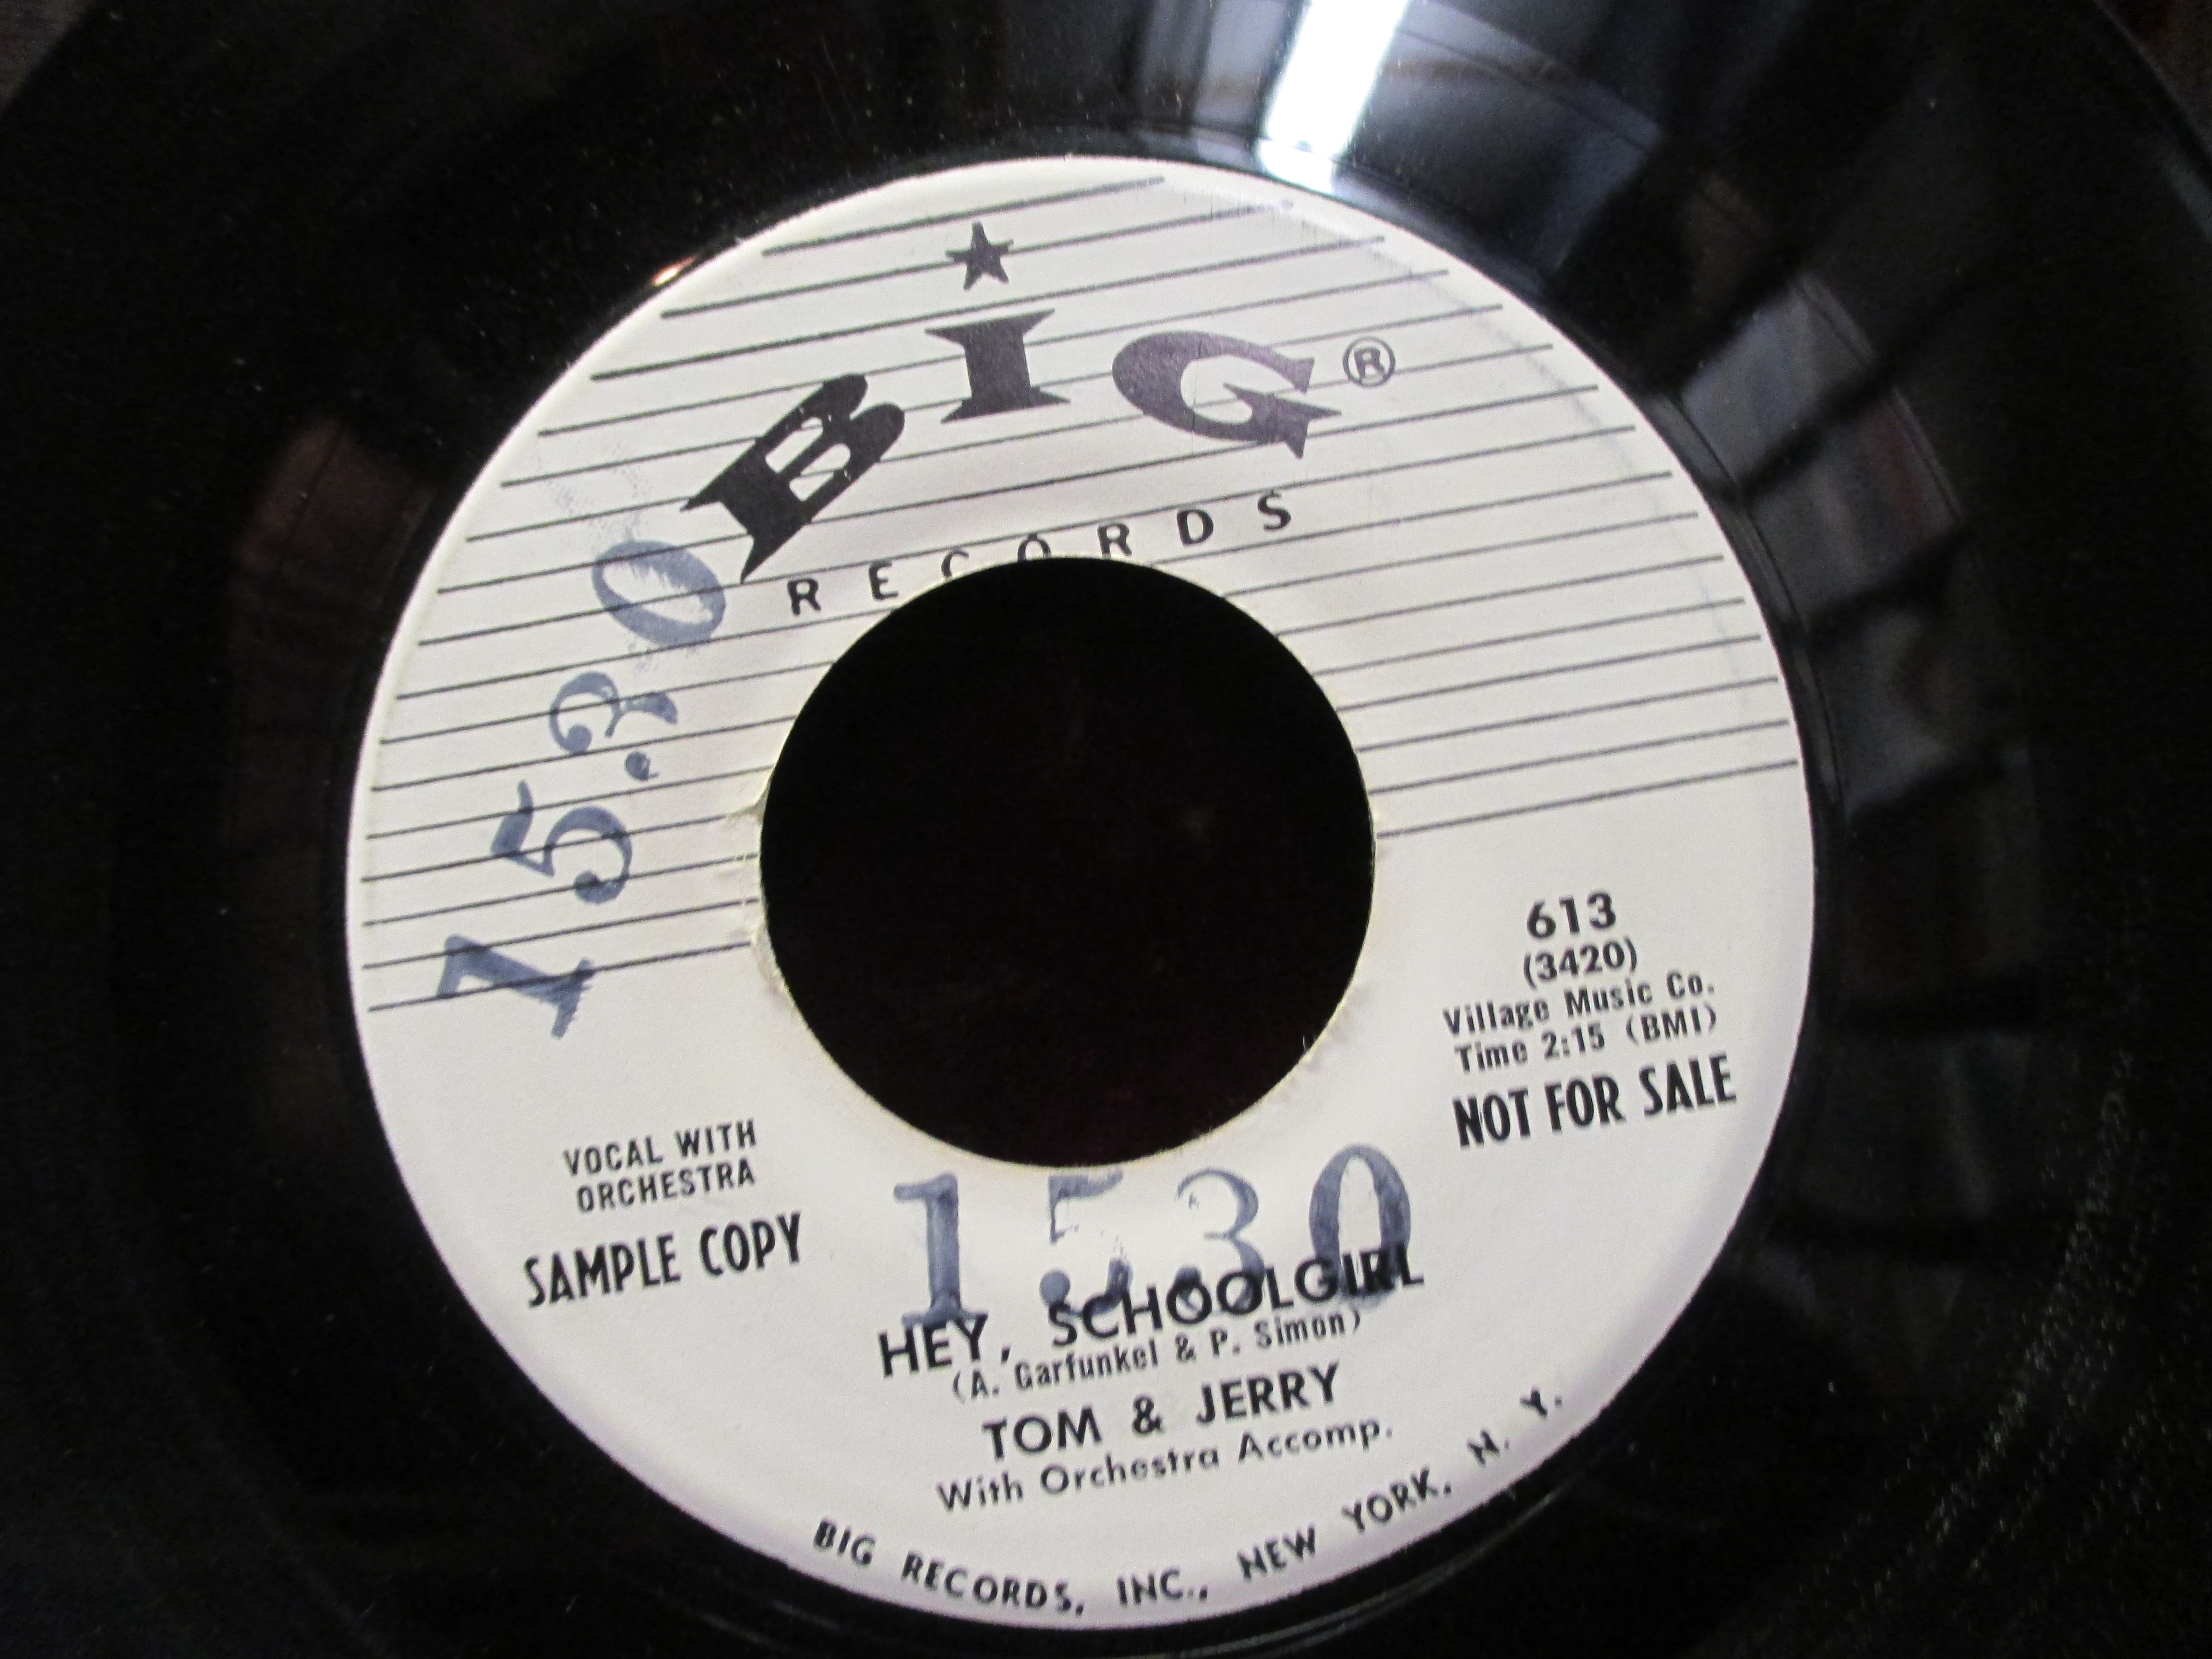 BIG ®
RECORDS
1530
613
(3420)
Village Music Co.
Time 2:15 (BMI)
NOT FOR SALE
VOCAL WITH
ORCHESTRA
SAMPLE COPY
1530
HEY, SCHOOLGIRL
(A. Garfunkel & P. Simon)
TOM & JERRY
With Orchestra Accomp.
BIG RECORDS, INC., NEW YORK, N. Y.